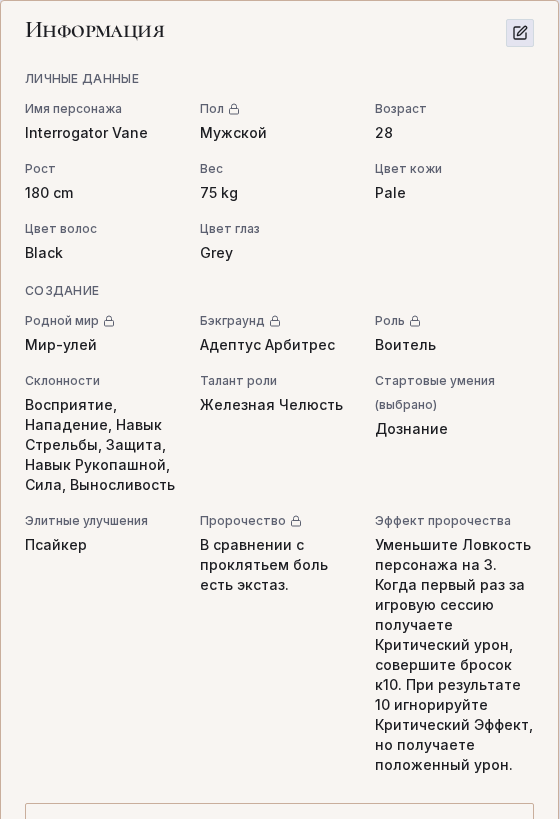 Информация
ЛИЧНЫЕ ДАННЫЕ
Имя персонажа
Interrogator Vane
Пол
Мужской
Возраст
28
Рост
180 cm
Вес
75 kg
Цвет кожи
Pale
Цвет волос
Black
Цвет глаз
Grey
СОЗДАНИЕ
Родной мир
Мир-улей
Бэкграунд
Адептус Арбитрес
Роль
Воитель
Склонности
Восприятие,
Нападение, Навык
Стрельбы, Защита,
Навык Рукопашной,
Сила, Выносливость
Талант роли
Железная Челюсть
Стартовые умения
(выбрано)
Дознание
Элитные улучшения
Псайкер
Пророчество
В сравнении с
проклятьем боль
есть экстаз.
Эффект пророчества
Уменьшите Ловкость
персонажа на 3.
Когда первый раз за
игровую сессию
получаете
Критический урон,
совершите бросок
к10. При результате
10 игнорируйте
Критический Эффект,
но получаете
положенный урон.